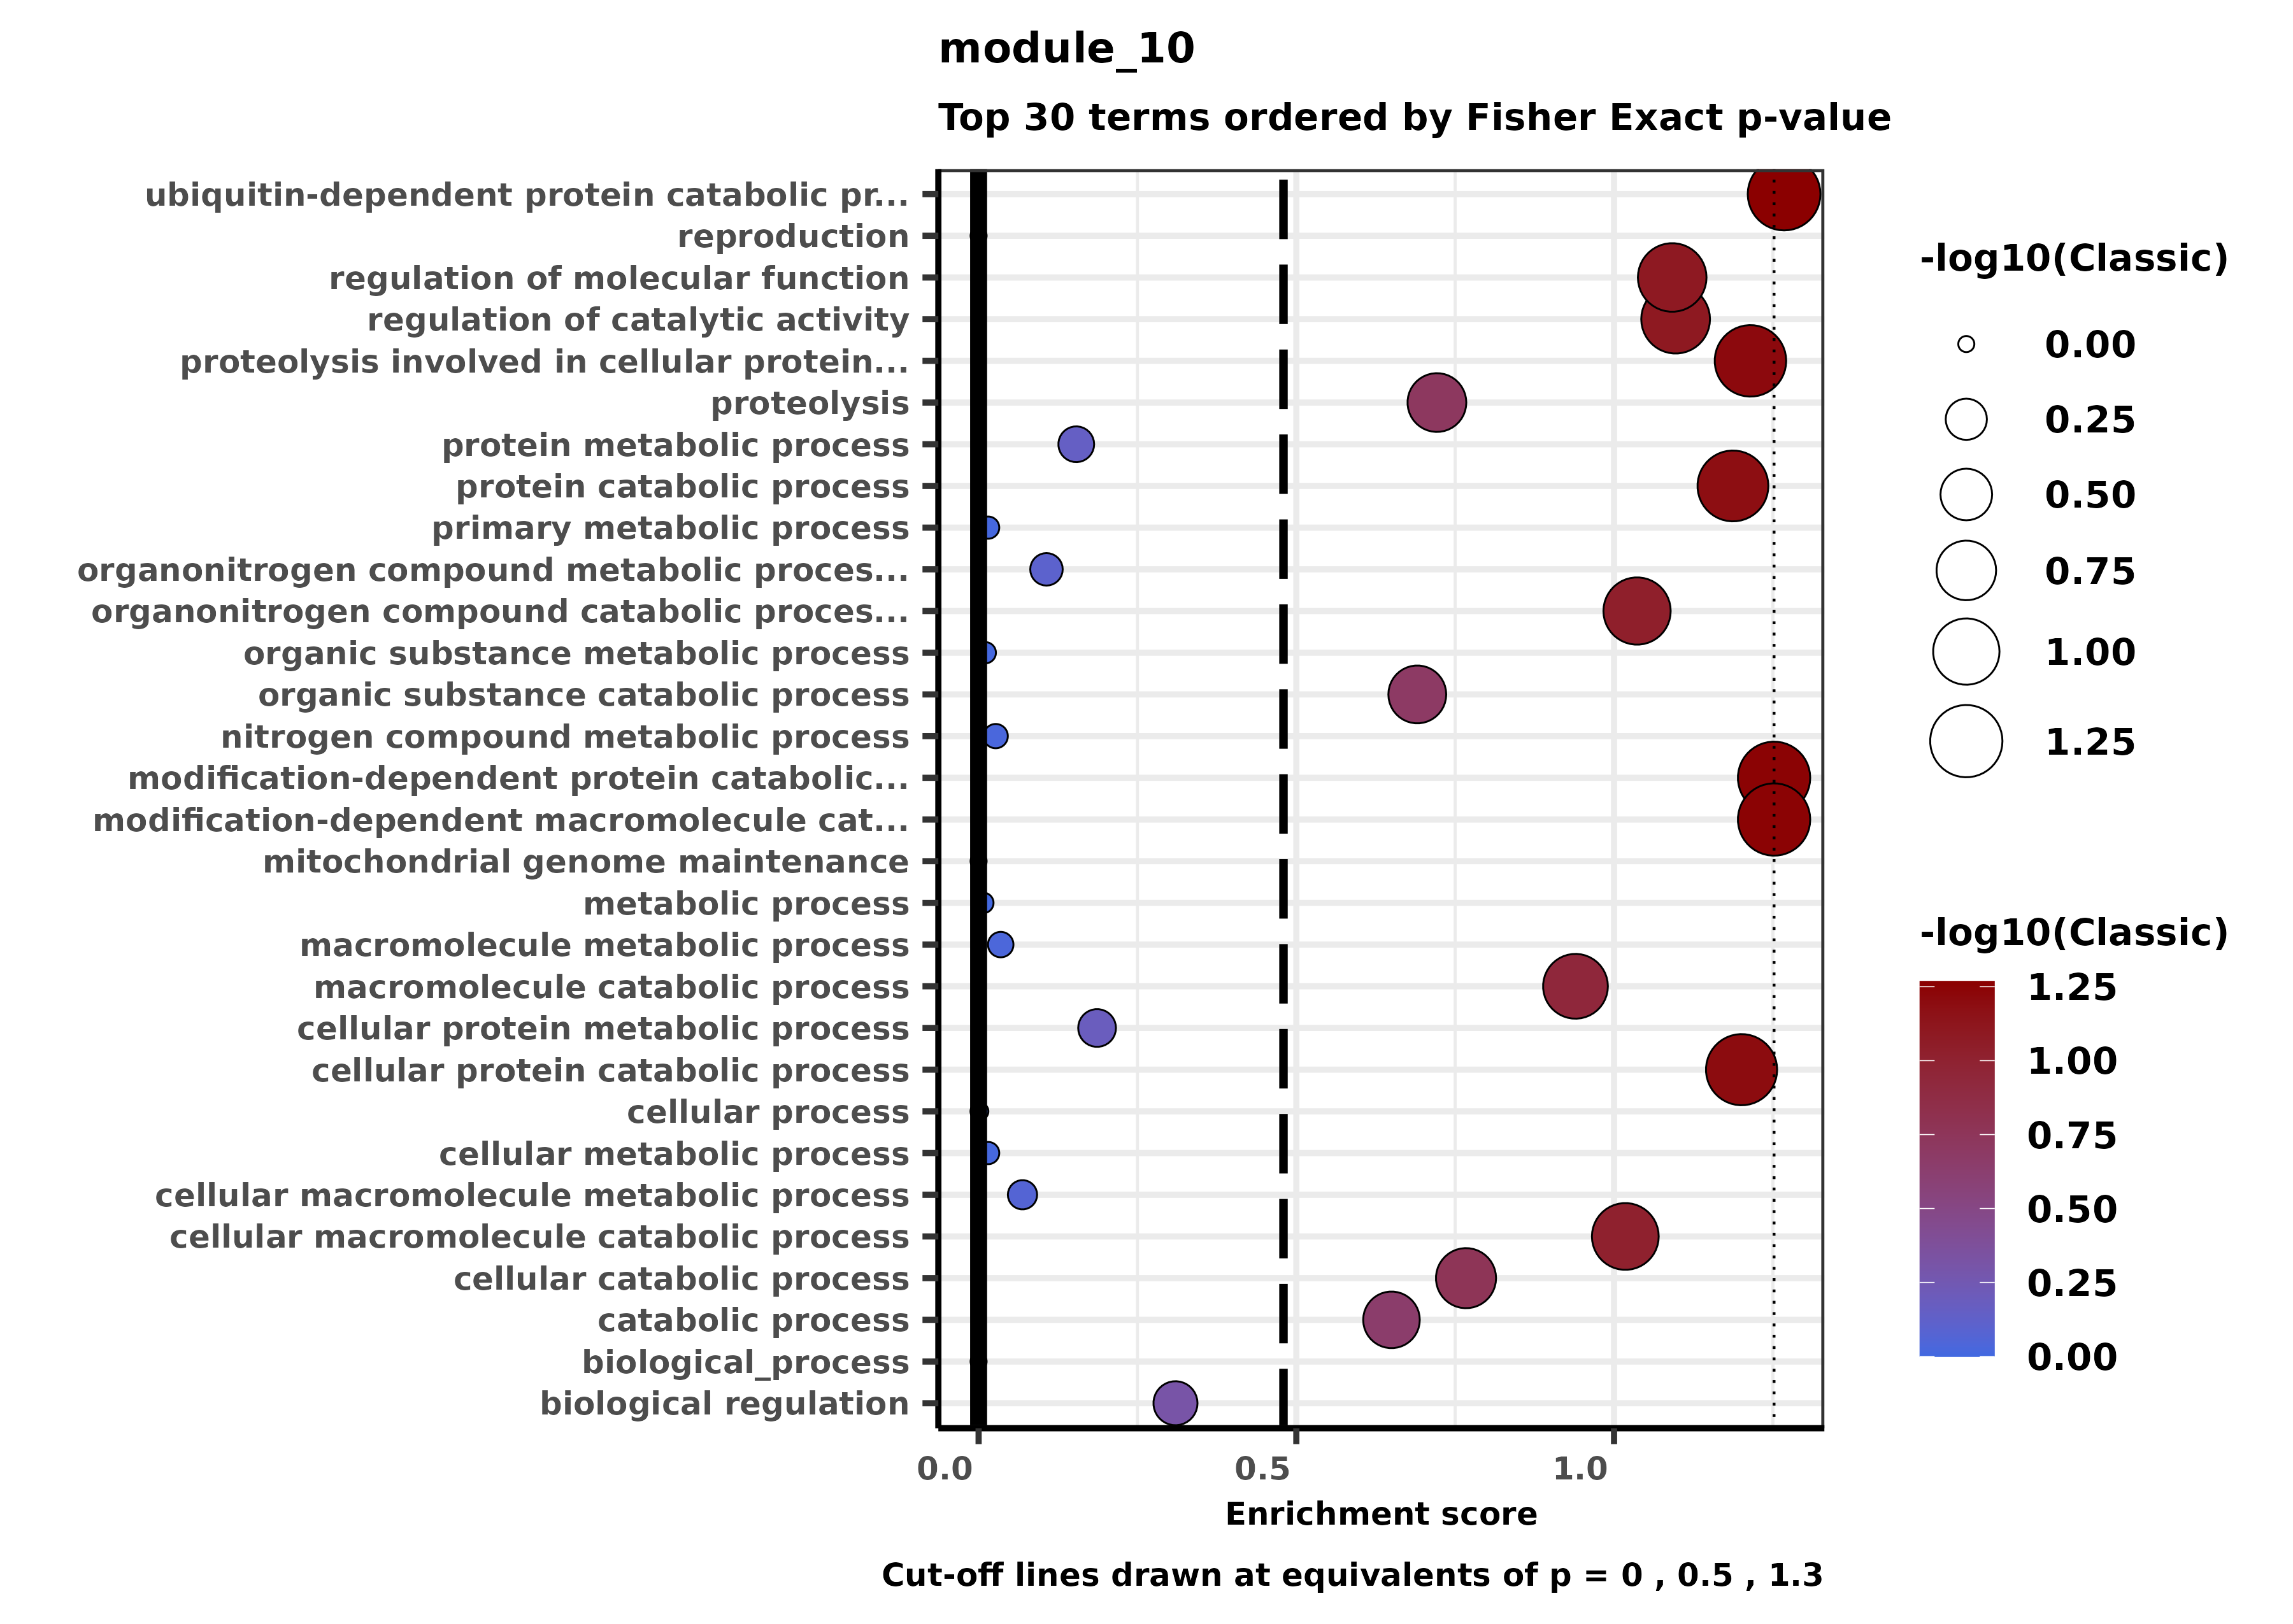 module_10
Top 30 terms ordered by Fisher Exact p-value
ubiquitin-dependent protein catabolic pr...
reproduction
regulation of molecular function
regulation of catalytic activity
proteolysis involved in cellular protein...
proteolysis
protein metabolic process
protein catabolic process
primary metabolic process
organonitrogen compound metabolic proces...
organonitrogen compound catabolic proces...
organic substance metabolic process
organic substance catabolic process
nitrogen compound metabolic process
modification-dependent protein catabolic...
modification-dependent macromolecule cat...
mitochondrial genome maintenance
metabolic process
macromolecule metabolic process
macromolecule catabolic process
cellular protein metabolic process
cellular protein catabolic process
cellular process
cellular metabolic process
cellular macromolecule metabolic process
cellular macromolecule catabolic process
cellular catabolic process
catabolic process
biological_process
biological regulation
0.0 0.5 1.0
Enrichment score
Cut-off lines drawn at equivalents of p = 0 , 0.5 , 1.3
-log10(Classic)
0.00
0.25
0.50
0.75
1.00
1.25
-log10(Classic)
1.25
1.00
0.75
0.50
0.25
0.00